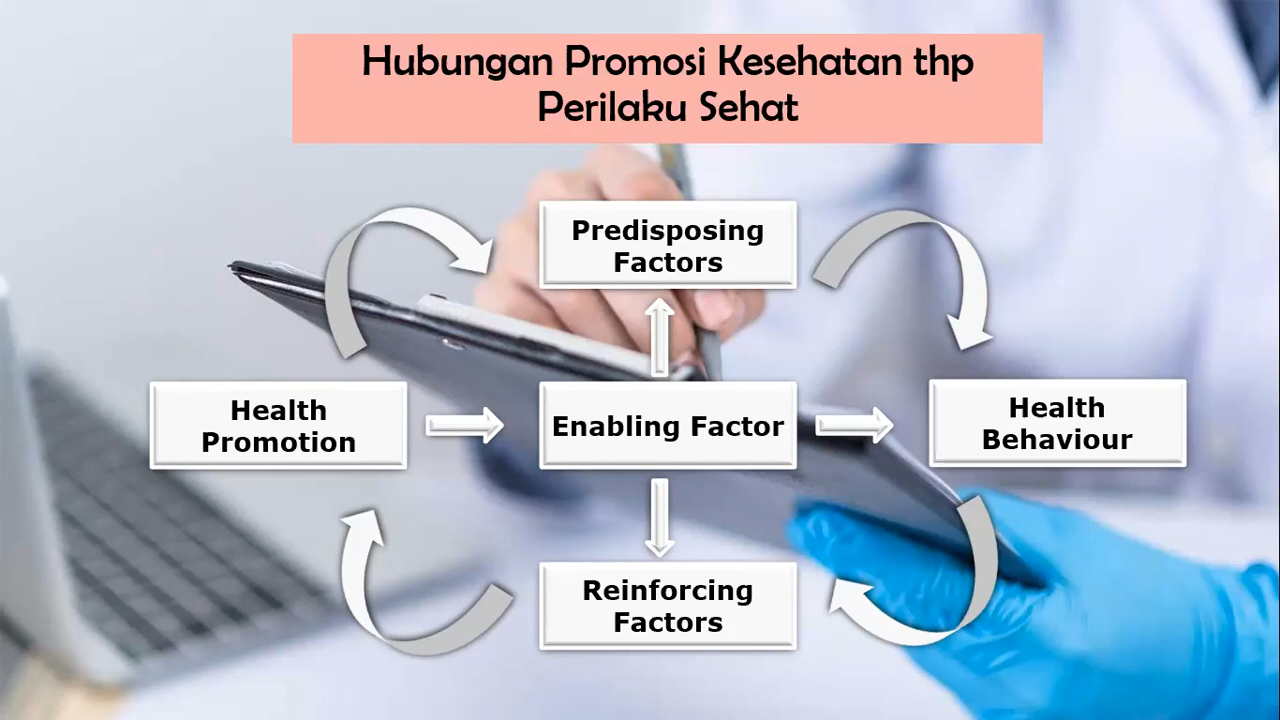 Hubungan Promosi Kesehatan thp
Perilaku Sehat
Predisposing
Factors
Health
Promotion
Enabling Factor
Health
Behaviour
Reinforcing
Factors